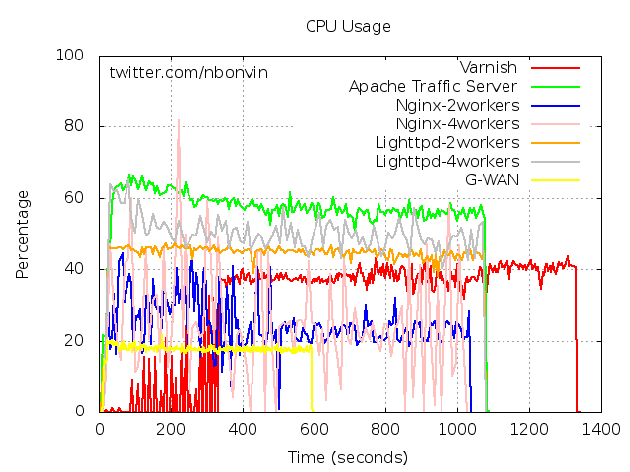 CPU Usage
100
twitter.com/nbonvin
Varnish
Apache Traffic Server
Nginx-2workers
Nginx-4workers
Lighttpd-2workers
Lighttpd-4workers
G-WAN
80
60
40
20
0
Percentage
0 200 400 600 800 1000 1200 1400
Time (seconds)